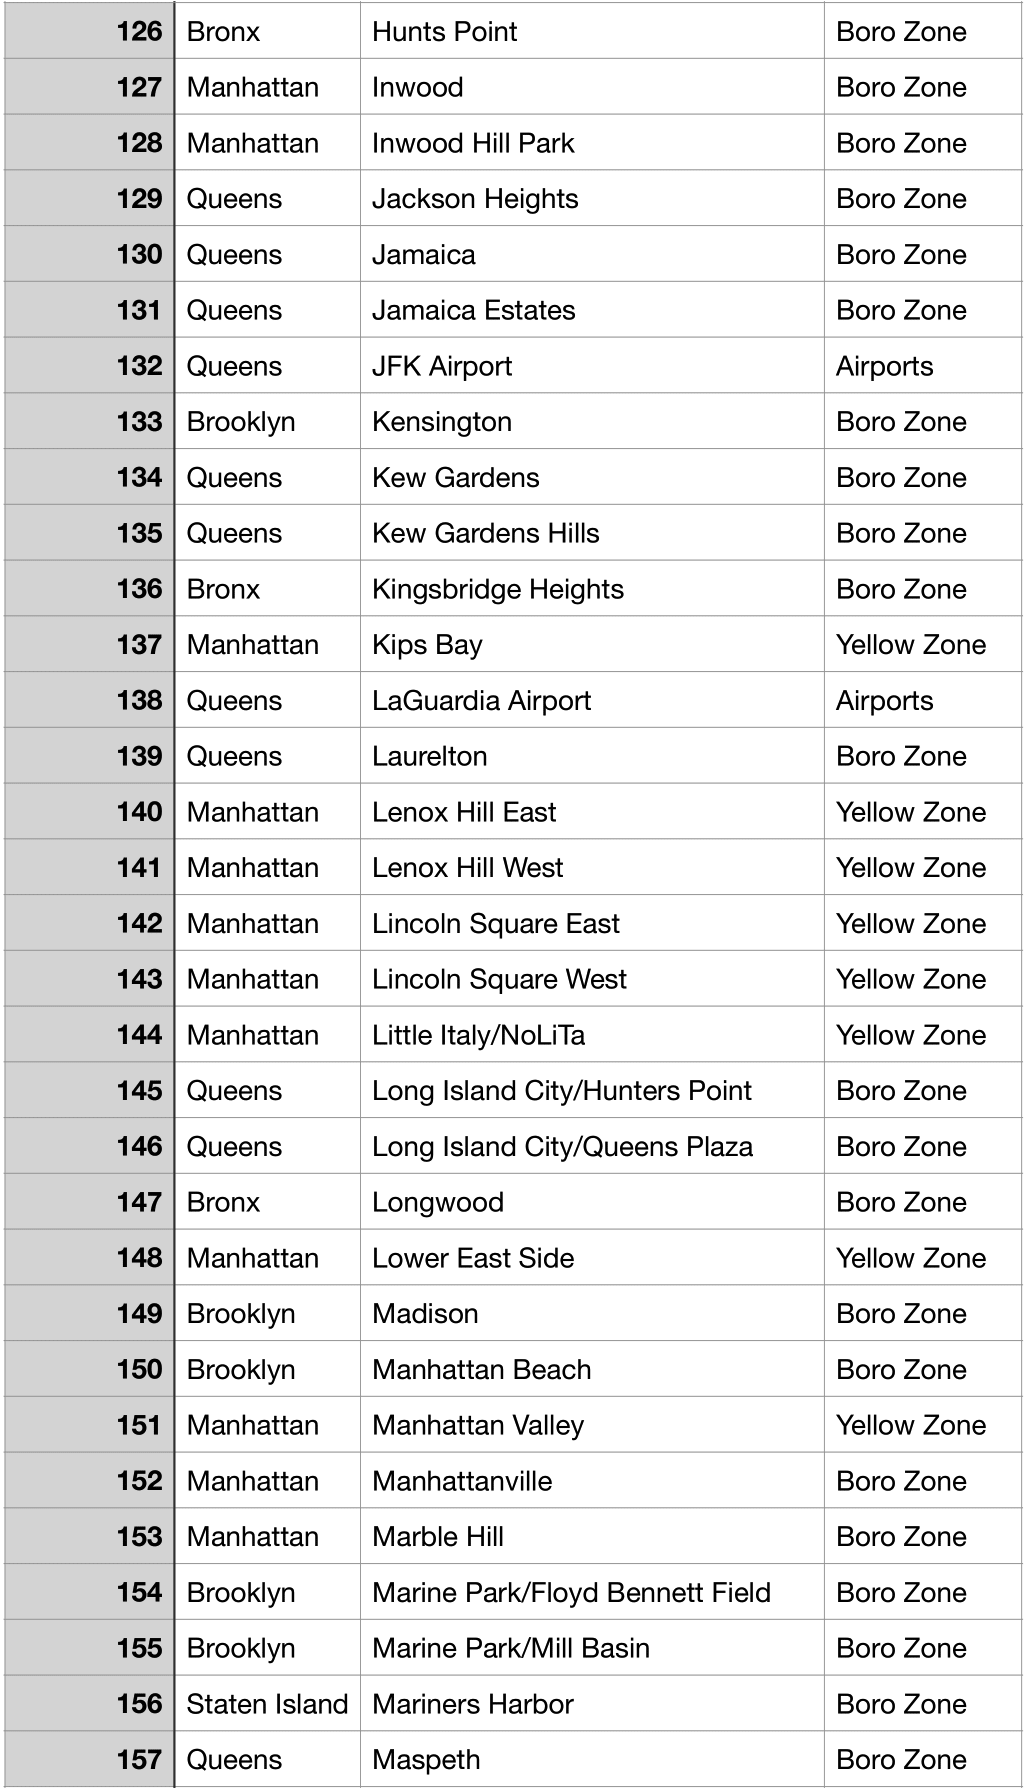 126 Bronx Hunts Point Boro Zone
127 Manhattan Inwood Boro Zone
128 Manhattan Inwood Hill Park Boro Zone
129 Queens Jackson Heights Boro Zone
130 Queens Jamaica Boro Zone
131 Queens Jamaica Estates Boro Zone
132 Queens JFK Airport Airports
133 Brooklyn Kensington Boro Zone
134 Queens Kew Gardens Boro Zone
135 Queens Kew Gardens Hills Boro Zone
136 Bronx Kingsbridge Heights Boro Zone
137 Manhattan Kips Bay Yellow Zone
138 Queens LaGuardia Airport Airports
139 Queens Laurelton Boro Zone
140 Manhattan Lenox Hill East Yellow Zone
141 Manhattan Lenox Hill West Yellow Zone
142 Manhattan Lincoln Square East Yellow Zone
143 Manhattan Lincoln Square West Yellow Zone
144 Manhattan Little Italy/NoLiTa Yellow Zone
145 Queens Long Island City/Hunters Point Boro Zone
146 Queens Long Island City/Queens Plaza Boro Zone
147 Bronx Longwood Boro Zone
148 Manhattan Lower East Side Yellow Zone
149 Brooklyn Madison Boro Zone
150 Brooklyn Manhattan Beach Boro Zone
151 Manhattan Manhattan Valley Yellow Zone
152 Manhattan Manhattanville Boro Zone
153 Manhattan Marble Hill Boro Zone
154 Brooklyn Marine Park/Floyd Bennett Field Boro Zone
155 Brooklyn Marine Park/Mill Basin Boro Zone
156 Staten Island Mariners Harbor Boro Zone
157 Queens Maspeth Boro Zone